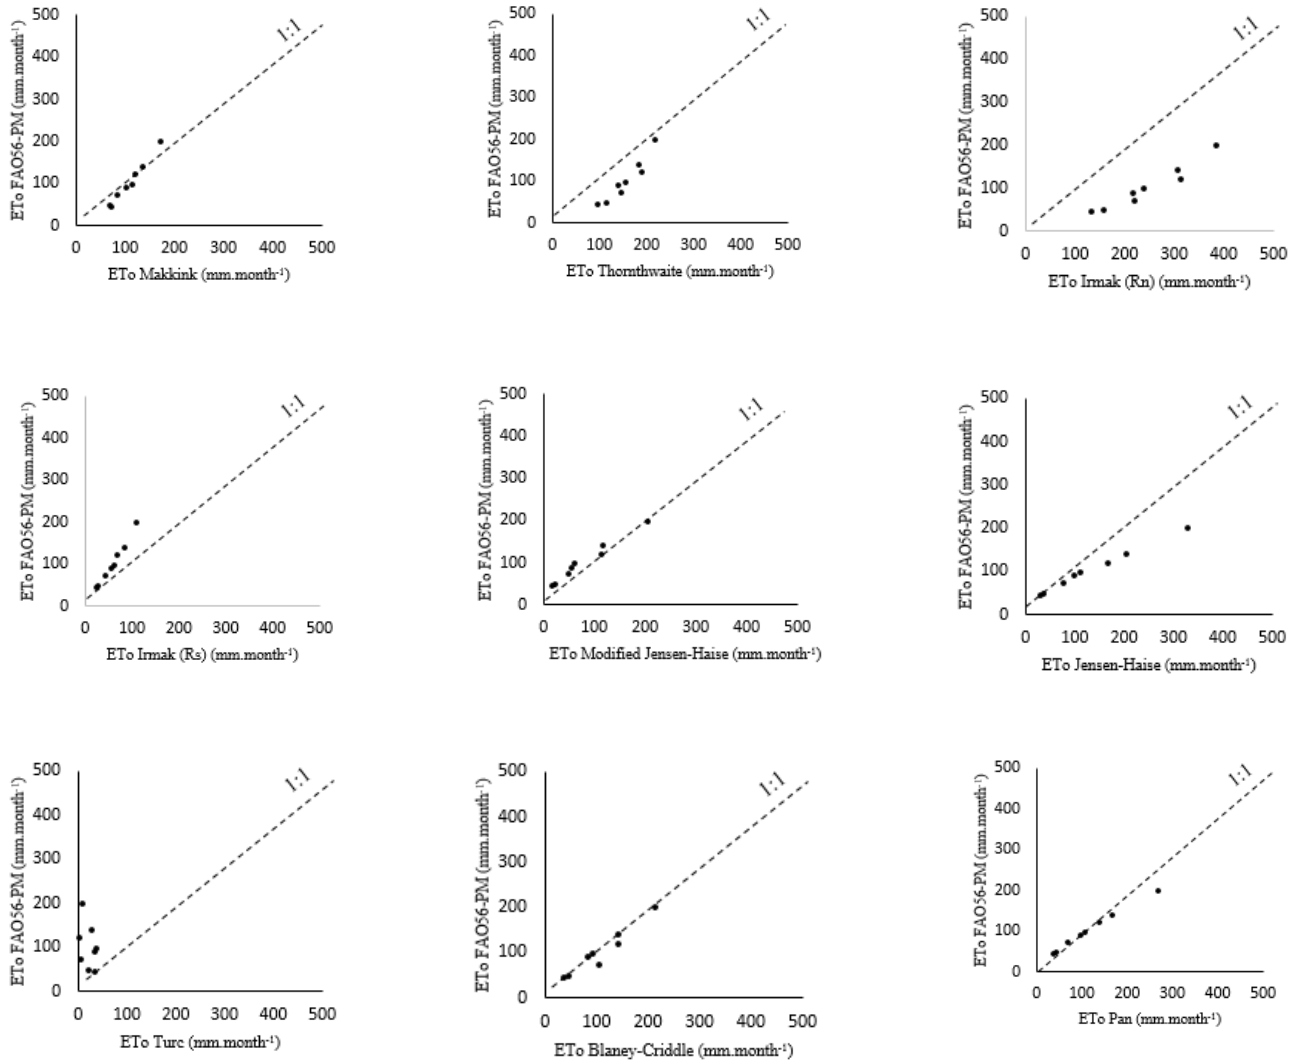 500
400
300
200
100
0
ETo FAO56-PM (mm.month⁻¹)
1:1
0 100 200 300 400 500
ETo Makkink (mm.month⁻¹)
500
400
300
200
100
0
ETo FAO56-PM (mm.month⁻¹)
1:1
0 100 200 300 400 500
ETo Thornthwaite (mm.month⁻¹)
500
400
300
200
100
0
ETo FAO56-PM (mm.month⁻¹)
1:1
0 100 200 300 400 500
ETo Irmak (Rn) (mm.month⁻¹)
500
400
300
200
100
0
ETo FAO56-PM (mm.month⁻¹)
1:1
0 100 200 300 400 500
ETo Irmak (Rs) (mm.month⁻¹)
500
400
300
200
100
0
ETo FAO56-PM (mm.month⁻¹)
1:1
0 100 200 300 400 500
ETo Modified Jensen-Haise (mm.month⁻¹)
500
400
300
200
100
0
ETo FAO56-PM (mm.month⁻¹)
1:1
0 100 200 300 400 500
ETo Jensen-Haise (mm.month⁻¹)
500
400
300
200
100
0
ETo FAO56-PM (mm.month⁻¹)
1:1
0 100 200 300 400 500
ETo Turc (mm.month⁻¹)
500
400
300
200
100
0
ETo FAO56-PM (mm.month⁻¹)
1:1
0 100 200 300 400 500
ETo Blaney-Criddle (mm.month⁻¹)
500
400
300
200
100
0
ETo FAO56-PM (mm.month⁻¹)
1:1
0 100 200 300 400 500
ETo Pan (mm.month⁻¹)